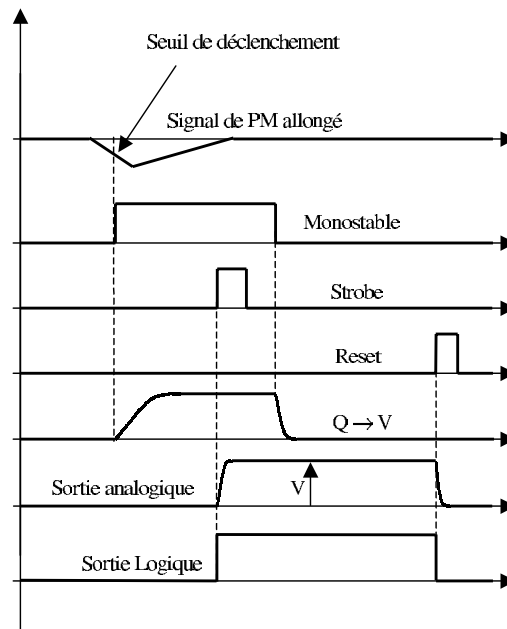 Seuil de déclenchement
Signal de PM allongé
Monostable
Strobe
Reset
Q → V
Sortie analogique
V
Sortie Logique